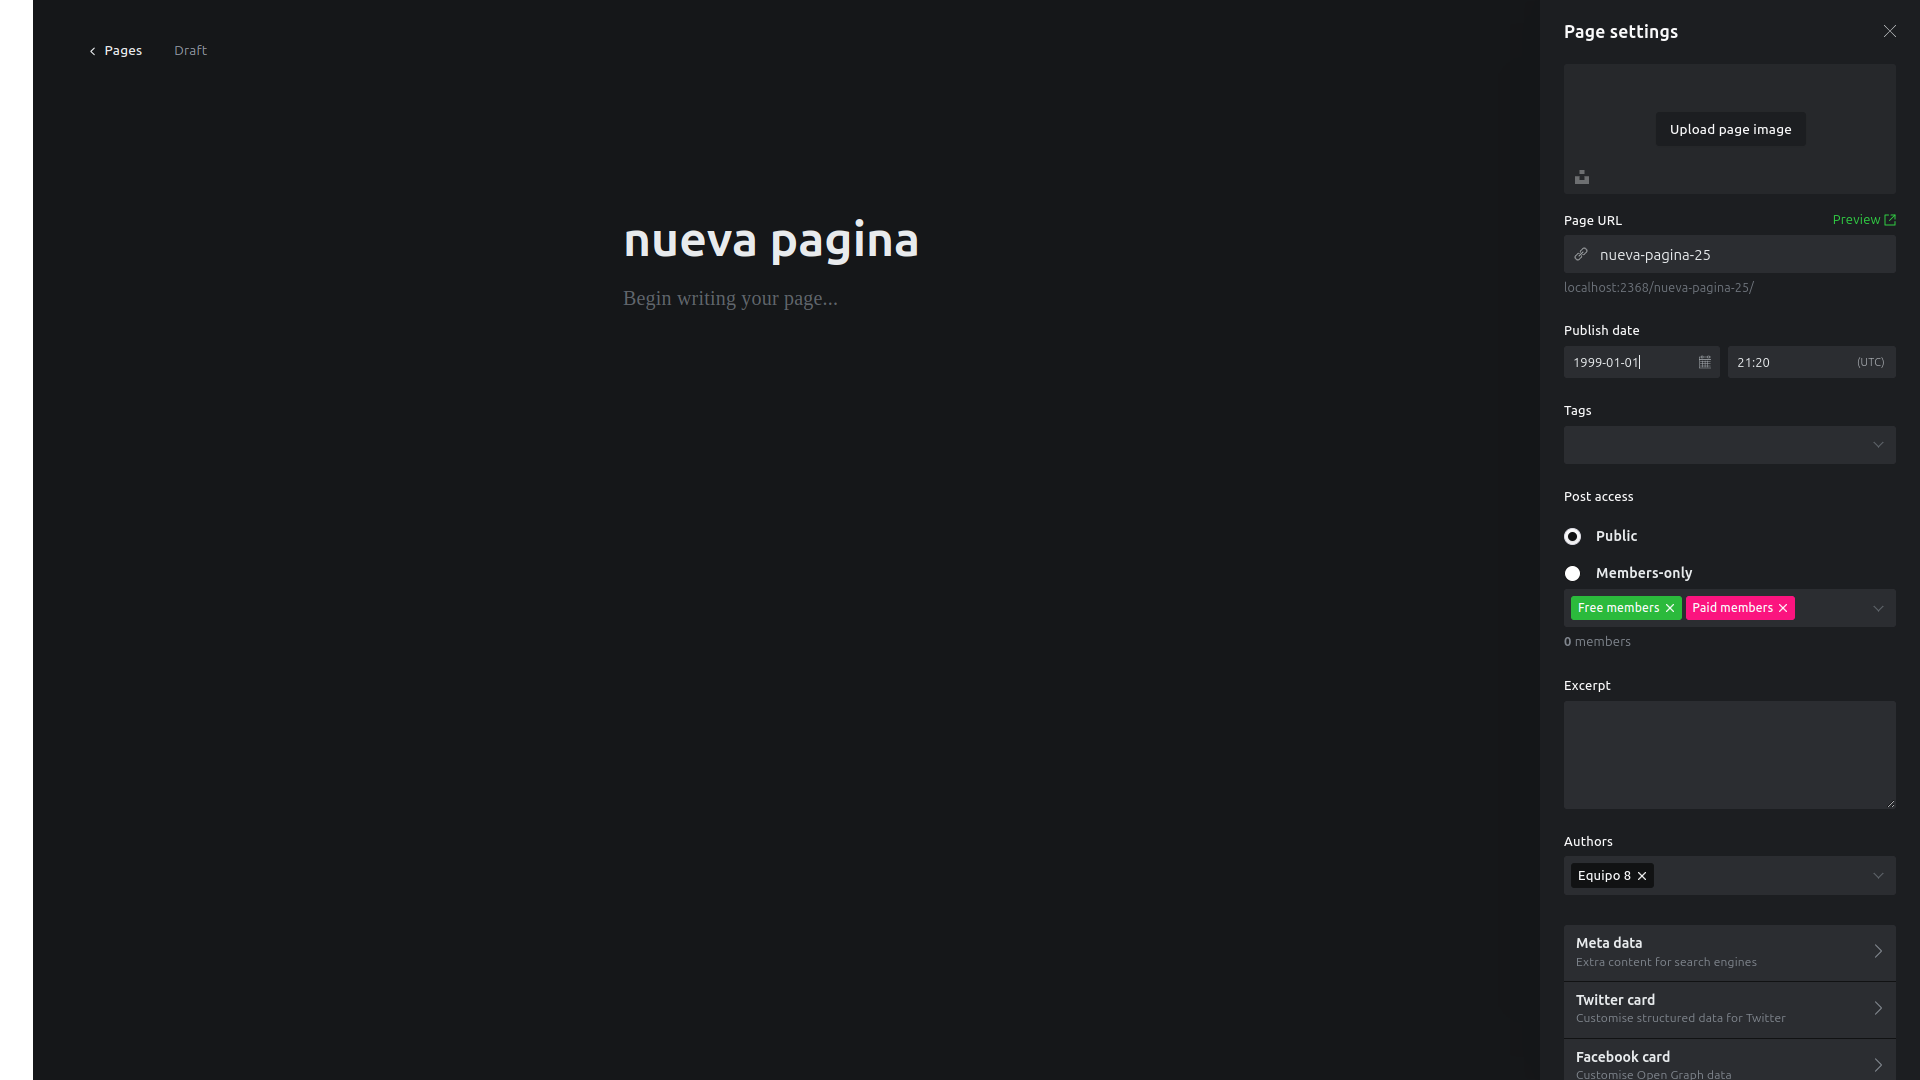 Pages
Draft
nueva pagina
Begin writing your page...
Page settings
Upload page image
Page URL
Preview
nueva-pagina-25
localhost:2368/nueva-pagina-25/
Publish date
1999-01-01
21:20
(UTC)
Tags
Post access
Public
Members-only
Free members
Paid members
0 members
Excerpt
Authors
Equipo 8
Meta data
Extra content for search engines
Twitter card
Customise structured data for Twitter
Facebook card
Customise Open Graph data